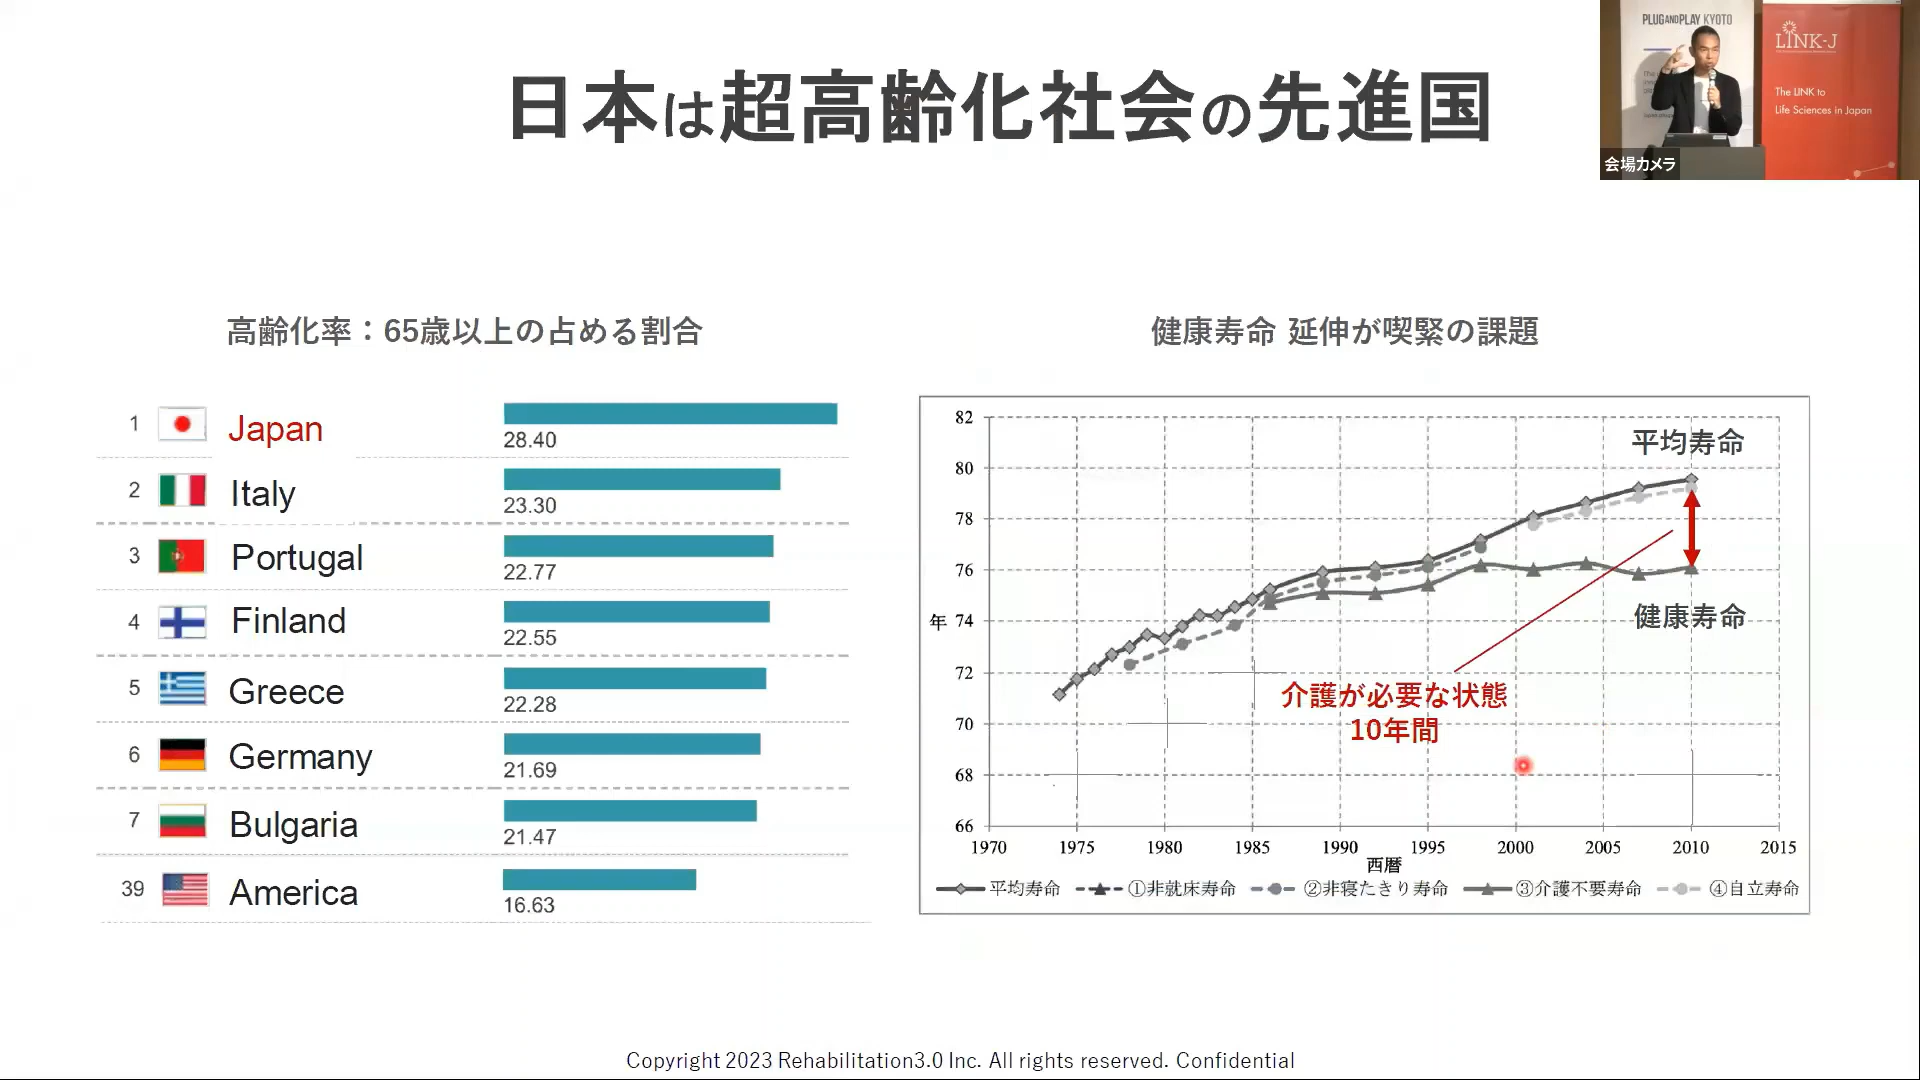 日本は超高齢化社会の先進国
PLUGANDPLAY KYOTO
LINK-J
The LINK to
Life Sciences in Japan
会場カメラ
高齢化率：65歳以上の占める割合
1 Japan 28.40
2 Italy 23.30
3 Portugal 22.77
4 Finland 22.55
5 Greece 22.28
6 Germany 21.69
7 Bulgaria 21.47
39 America 16.63
健康寿命 延伸が喫緊の課題
82
80
78
76
74
72
70
68
66
年
平均寿命
健康寿命
介護が必要な状態
10年間
1970 1975 1980 1985 1990 1995 2000 2005 2010 2015
西暦
平均寿命 ①非就床寿命 ②非寝たきり寿命 ③介護不要寿命 ④自立寿命
Copyright 2023 Rehabilitation3.0 Inc. All rights reserved. Confidential